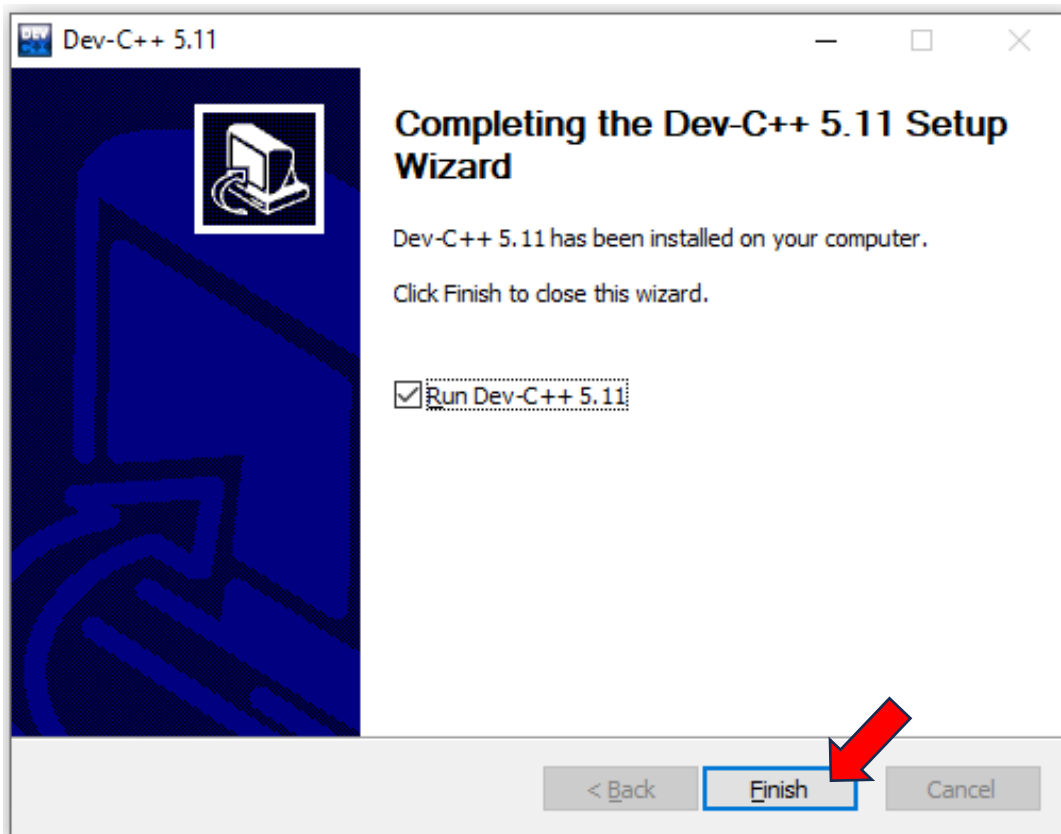 Dev-C++ 5.11
Completing the Dev-C++ 5.11 Setup
Wizard
Dev-C++ 5.11 has been installed on your computer.
Click Finish to close this wizard.
Run Dev-C++ 5.11
< Back Finish Cancel